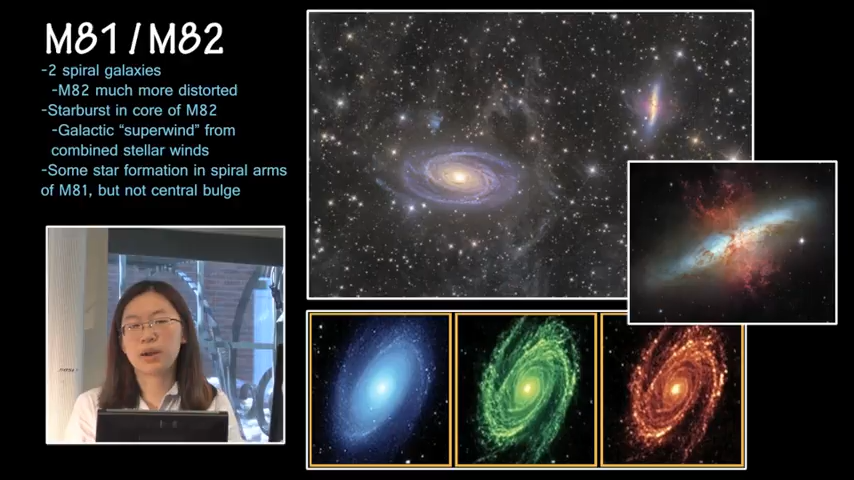 M81/M82
-2 spiral galaxies
-M82 much more distorted
-Starburst in core of M82
-Galactic “superwind” from
combined stellar winds
-Some star formation in spiral arms
of M81, but not central bulge